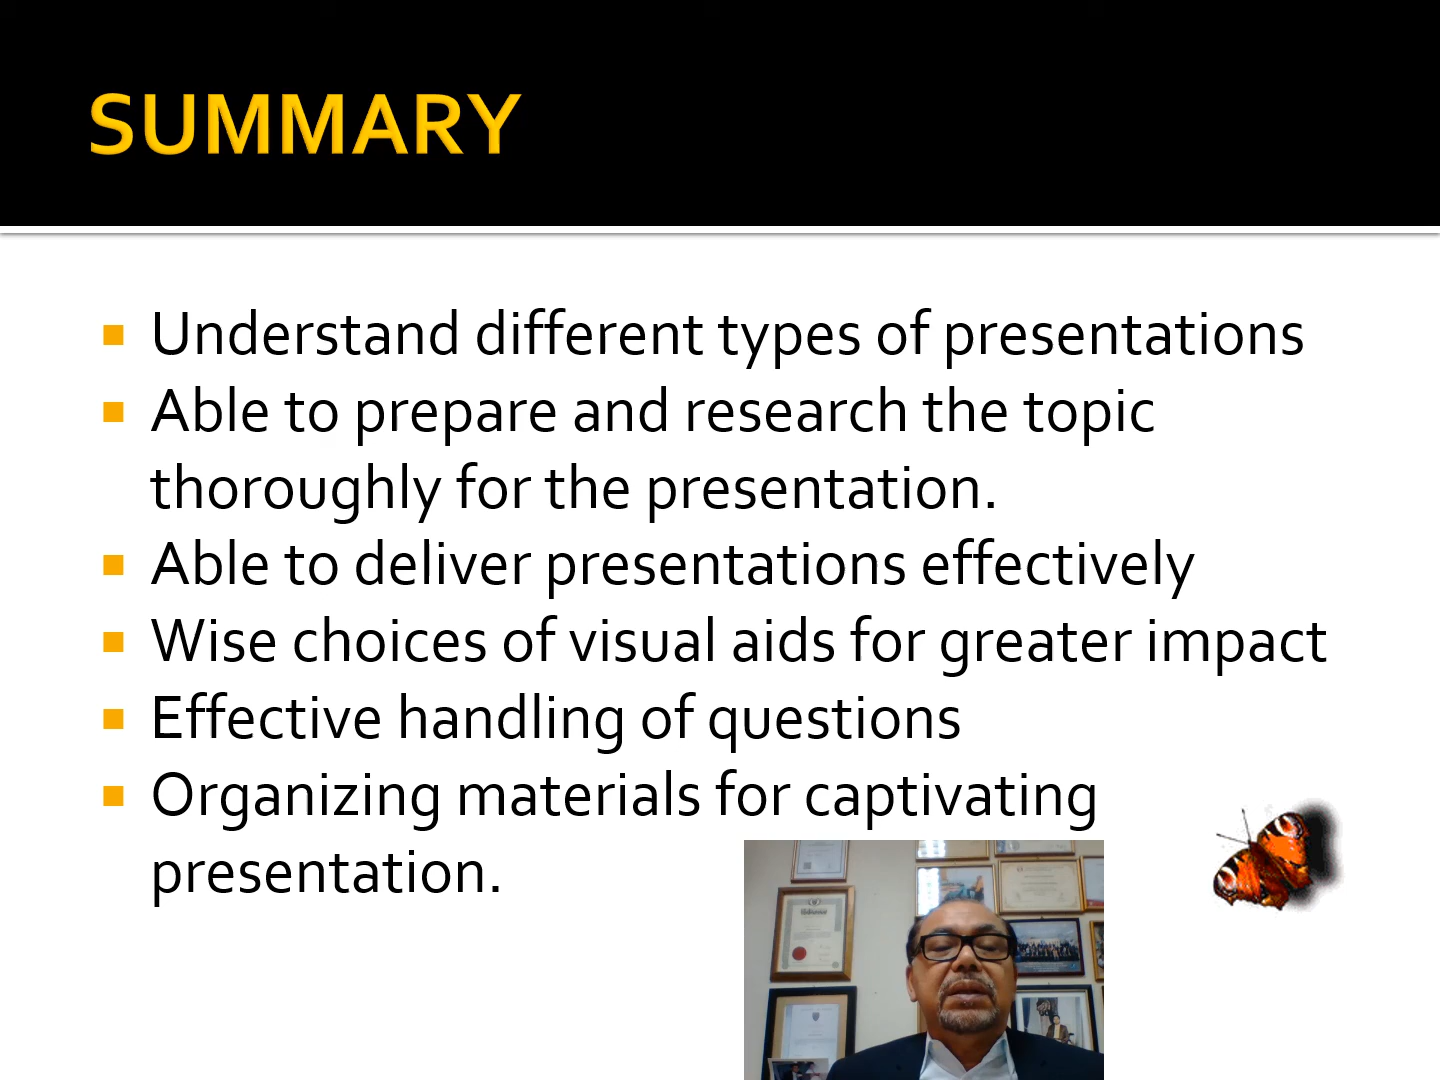 SUMMARY
Understand different types of presentations
Able to prepare and research the topic
thoroughly for the presentation.
Able to deliver presentations effectively
Wise choices of visual aids for greater impact
Effective handling of questions
Organizing materials for captivating
presentation.